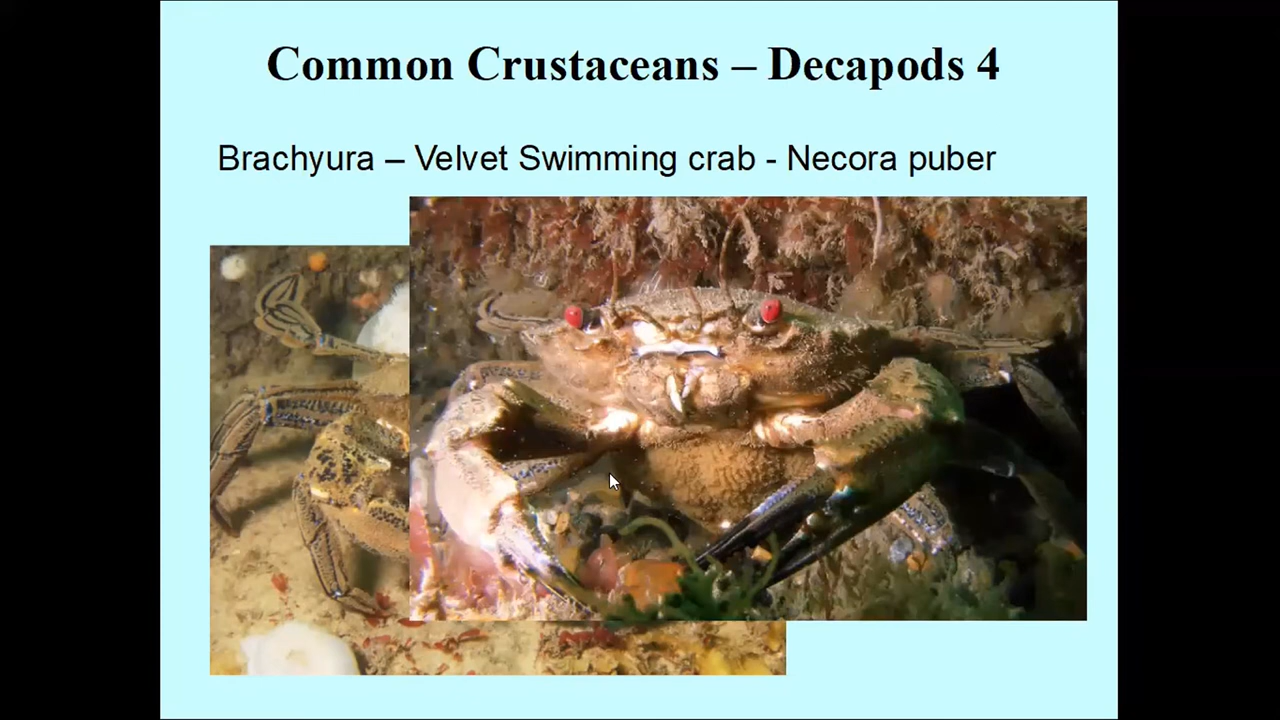 Common Crustaceans – Decapods 4
Brachyura – Velvet Swimming crab - Necora puber